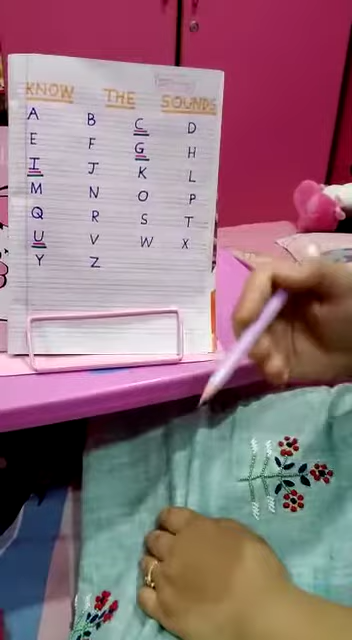 KNOW THE SOUNDS
A B C D
E F G H
I J K L
M N O P
Q R S T
U V W X
Y Z